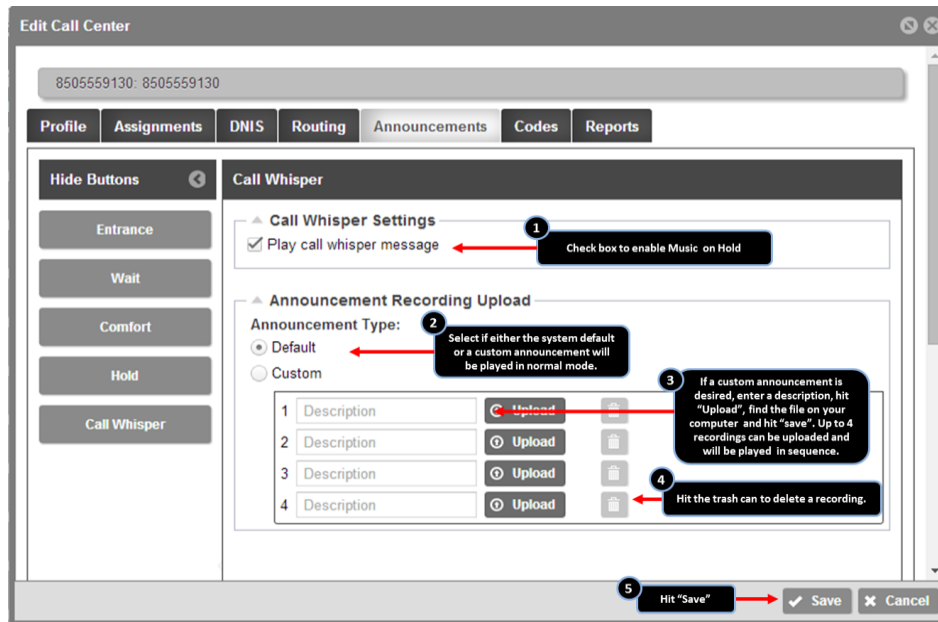 Edit Call Center
8505559130: 8505559130
Profile Assignments DNIS Routing Announcements Codes Reports
Hide Buttons
Entrance
Wait
Comfort
Hold
Call Whisper
Call Whisper
Call Whisper Settings
Play call whisper message
1
Check box to enable Music on Hold
Announcement Recording Upload
Announcement Type:
Default
Custom
2
Select if either the system default
or a custom announcement will
be played in normal mode.
3
If a custom announcement is
desired, enter a description, hit
“Upload”, find the file on your
computer and hit “save”. Up to 4
recordings can be uploaded and
will be played in sequence.
1 Description Upload
2 Description Upload
3 Description Upload
4 Description Upload
4
Hit the trash can to delete a recording.
5
Hit “Save”
Save Cancel